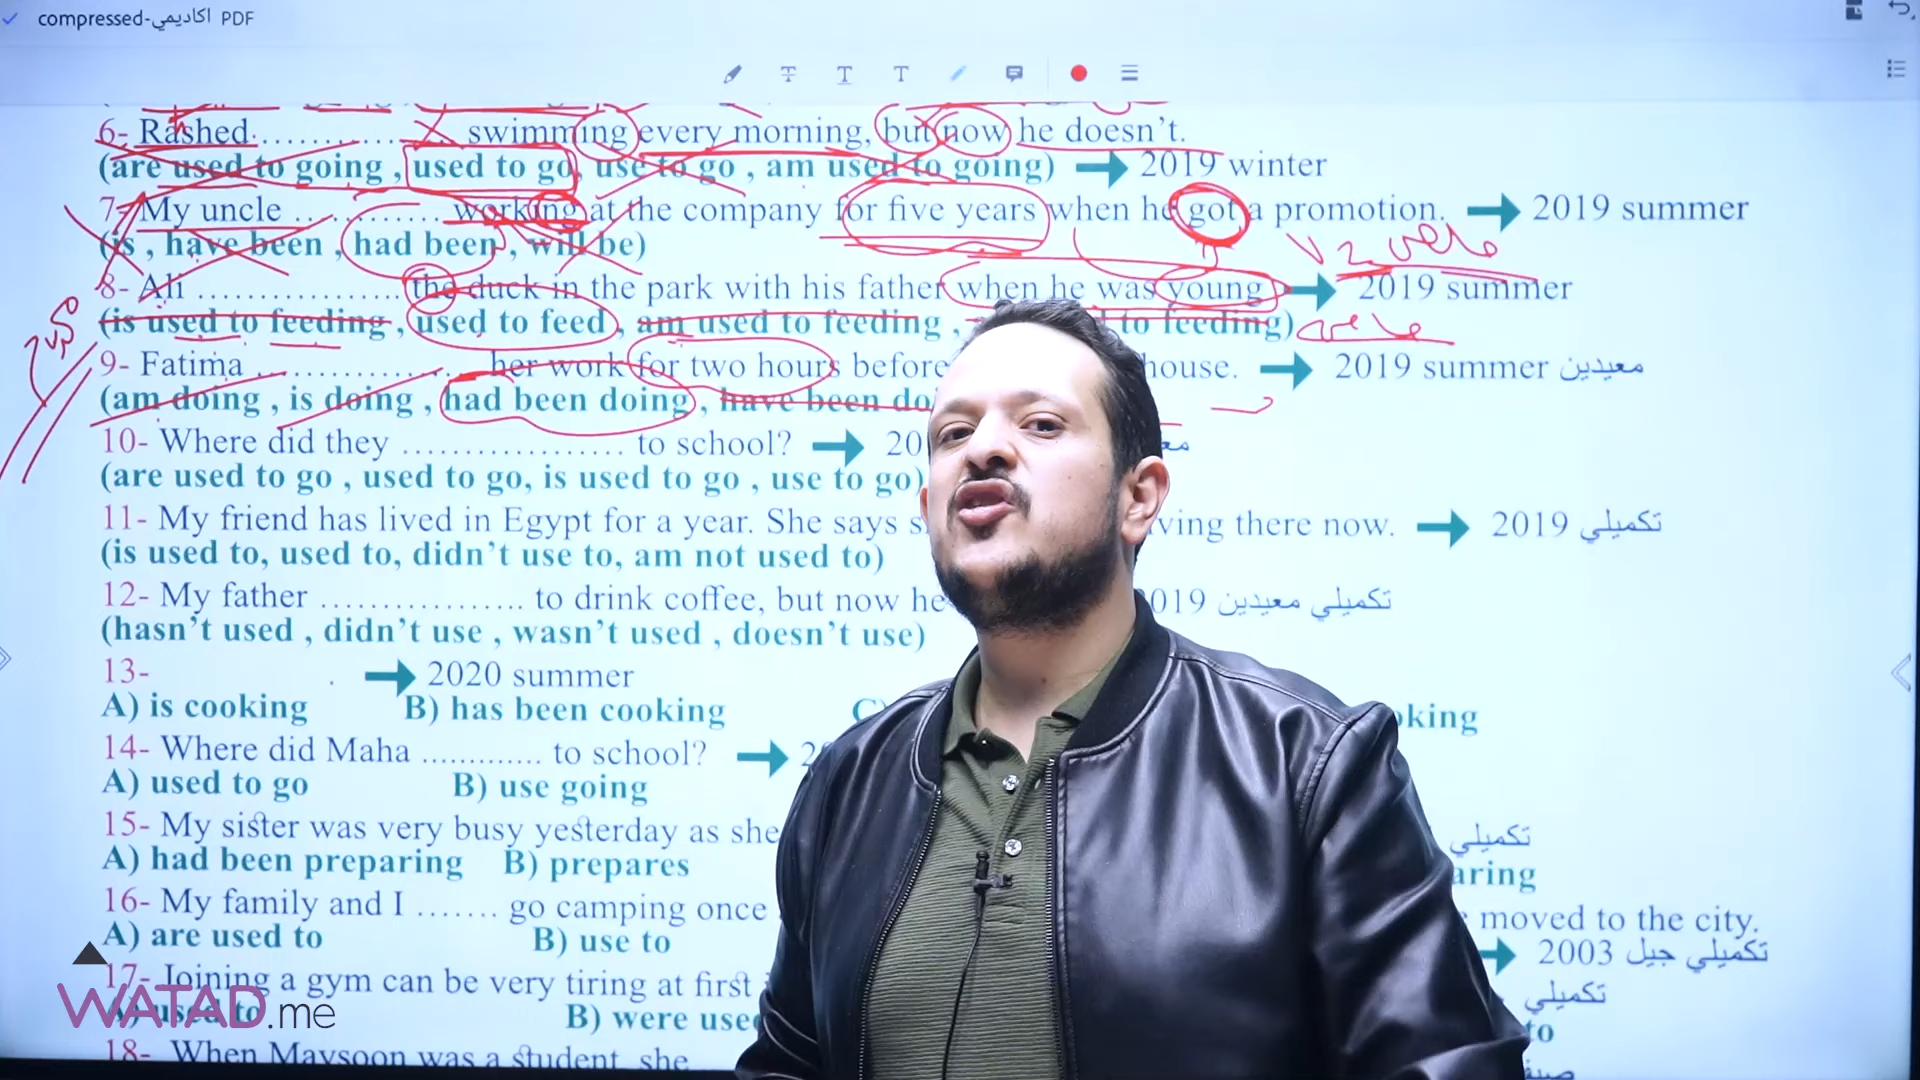 compressed-اكاديمي PDF
6- Rashed ................ swimming every morning, but now he doesn't.
(are used to going , used to go, use to go , am used to going) 2019 winter
7- My uncle ................ working at the company for five years when he got a promotion. 2019 summer
(is , have been , had been , will be)
8- Ali ................ the duck in the park with his father when he was young 2019 summer
(is used to feeding , used to feed , am used to feeding , to feeding)
9- Fatima ................ her work for two hours before house. 2019 summer معيدين
(am doing , is doing , had been doing , have been do
10- Where did they ................ to school? 20
(are used to go , used to go, is used to go , use to go)
11- My friend has lived in Egypt for a year. She says s ving there now. 2019 تكميلي
(is used to, used to, didn't use to, am not used to)
12- My father ................ to drink coffee, but now he 019 تكميلي معيدين
(hasn't used , didn't use , wasn't used , doesn't use)
13- 2020 summer
A) is cooking B) has been cooking C) oking
14- Where did Maha ............. to school? 2
A) used to go B) use going
15- My sister was very busy yesterday as she تكميلي
A) had been preparing B) prepares aring
16- My family and I ....... go camping once moved to the city.
A) are used to B) use to 2003 تكميلي جيل
17- Joining a gym can be very tiring at first تكميلي
used to B) were used to
18- When Maysoon was a student, she
WATAD.me